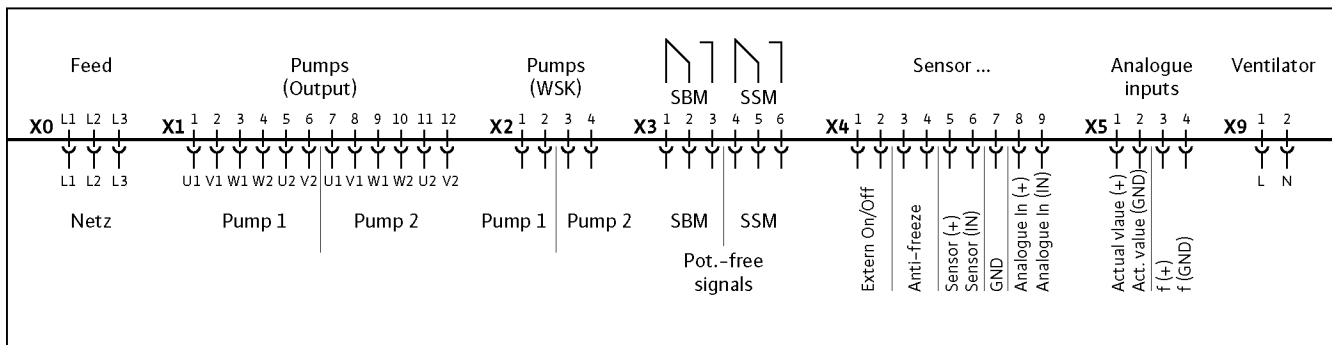 Feed
Pumps
(Output)
Pumps
(WSK)
SBM SSM
Sensor ...
Analogue
inputs
Ventilator
X0 L1 L2 L3 X1 1 2 3 4 5 6 7 8 9 10 11 12 X2 1 2 3 4 X3 1 2 3 4 5 6 X4 1 2 3 4 5 6 7 8 9 X5 1 2 3 4 X9 1 2
L1 L2 L3 U1 V1 W1 W2 U2 V2 U1 V1 W1 W2 U2 V2 L N
Netz Pump 1 Pump 2 Pump 1 Pump 2 SBM SSM
Pot.-free
signals
Extern On/Off
Anti-freeze
Sensor (+)
Sensor (IN)
GND
Analogue In (+)
Analogue In (IN)
Actual vlaue (+)
Act. value (GND)
f (+)
f (GND)